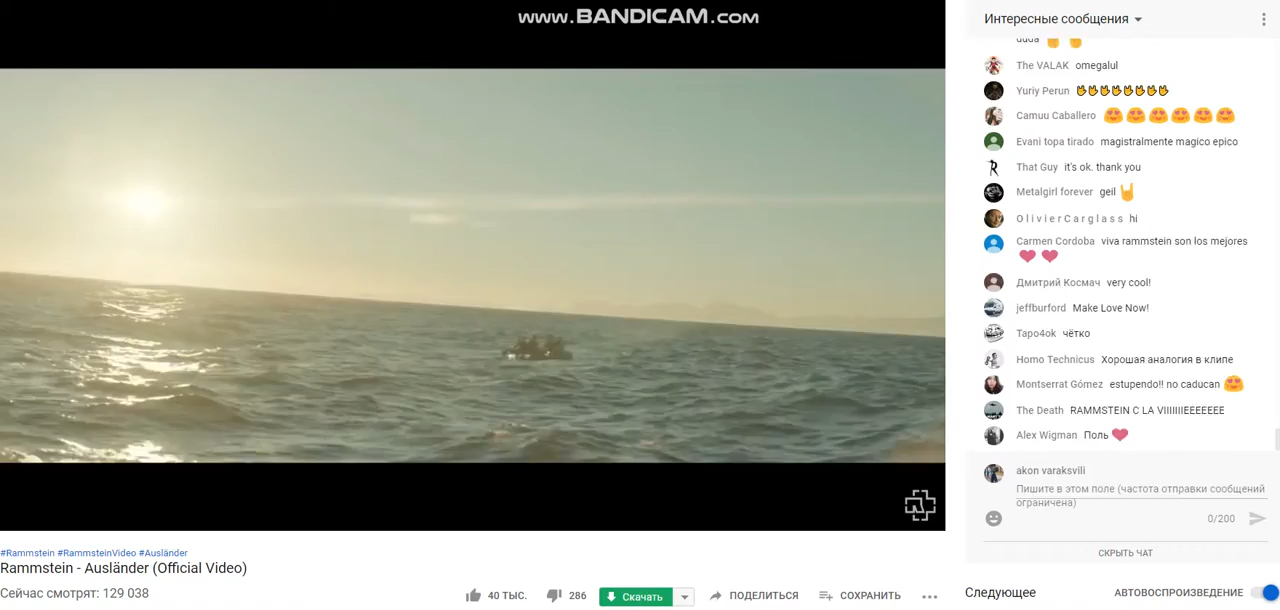 www.BANDICAM.com
Интересные сообщения
duda
The VALAK omegalul
Yuriy Perun
Camuu Caballero
Evani topa tirado magistralmente magico epico
That Guy it's ok. thank you
Metalgirl forever geil
O l i v i e r C a r g l a s s hi
Carmen Cordoba viva rammstein son los mejores
Дмитрий Космач very cool!
jeffburford Make Love Now!
Tapo4ok чётко
Homo Technicus Хорошая аналогия в клипе
Montserrat Gómez estupendo!! no caducan
The Death RAMMSTEIN C LA VIIIIIIIEEEEEEE
Alex Wigman Поль
akon varaksvili
Пишите в этом поле (частота отправки сообщений
ограничена)
0/200
СКРЫТЬ ЧАТ
#Rammstein #RammsteinVideo #Ausländer
Rammstein - Ausländer (Official Video)
Сейчас смотрят: 129 038
40 ТЫС.
286
Скачать
ПОДЕЛИТЬСЯ
СОХРАНИТЬ
Следующее
АВТОВОСПРОИЗВЕДЕНИЕ